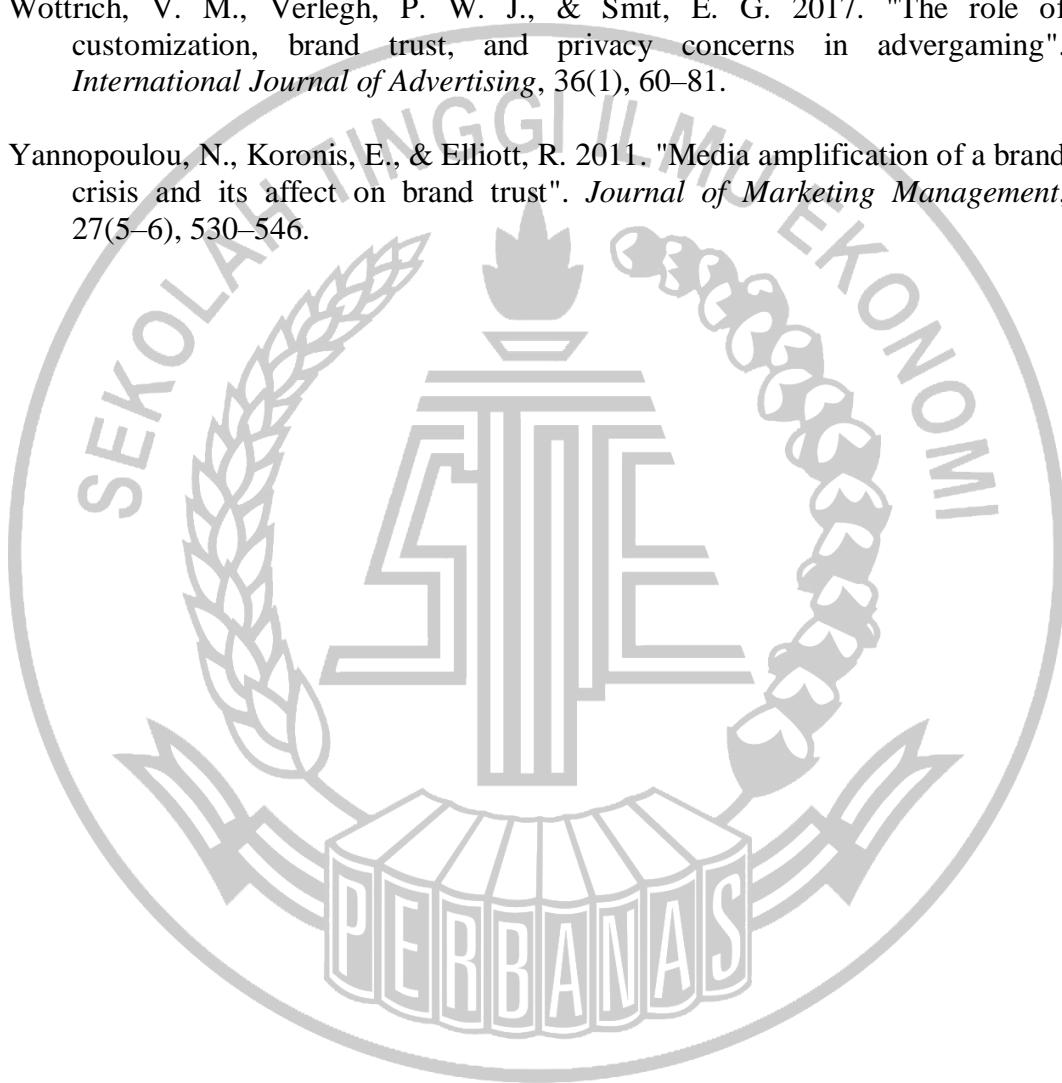 Wottrich, V. M., Verlegh, P. W. J., & Smit, E. G. 2017. "The role of
customization, brand trust, and privacy concerns in advergaming".
International Journal of Advertising, 36(1), 60–81.
Yannopoulou, N., Koronis, E., & Elliott, R. 2011. "Media amplification of a brand
crisis and its affect on brand trust". Journal of Marketing Management,
27(5–6), 530–546.
SEKOLAH TINGGI ILMU EKONOMI
STIE
PERBANAS